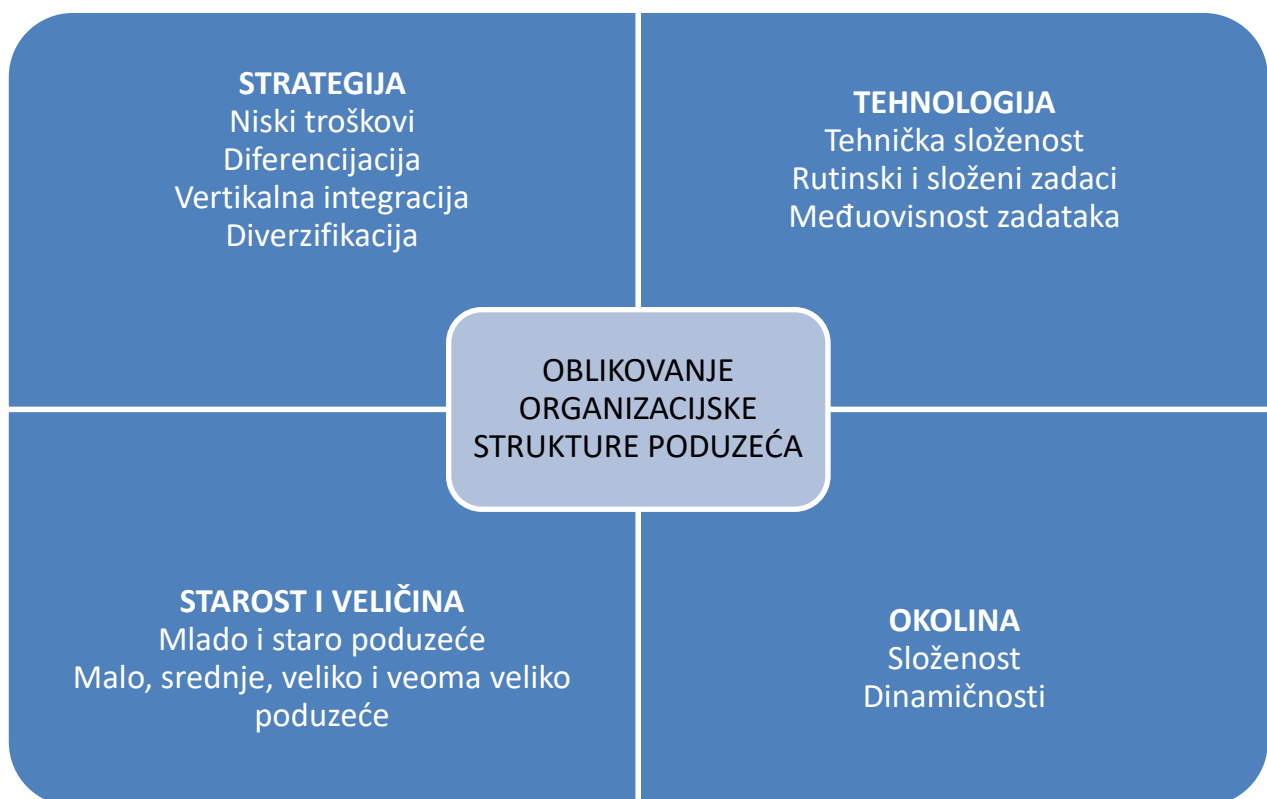 STRATEGIJA
Niski troškovi
Diferencijacija
Vertikalna integracija
Diverzifikacija
TEHNOLOGIJA
Tehnička složenost
Rutinski i složeni zadaci
Međuovisnost zadataka
OBLIKOVANJE
ORGANIZACIJSKE
STRUKTURE PODUZEĆA
STAROST I VELIČINA
Mlado i staro poduzeće
Malo, srednje, veliko i veoma veliko
poduzeće
OKOLINA
Složenost
Dinamičnosti